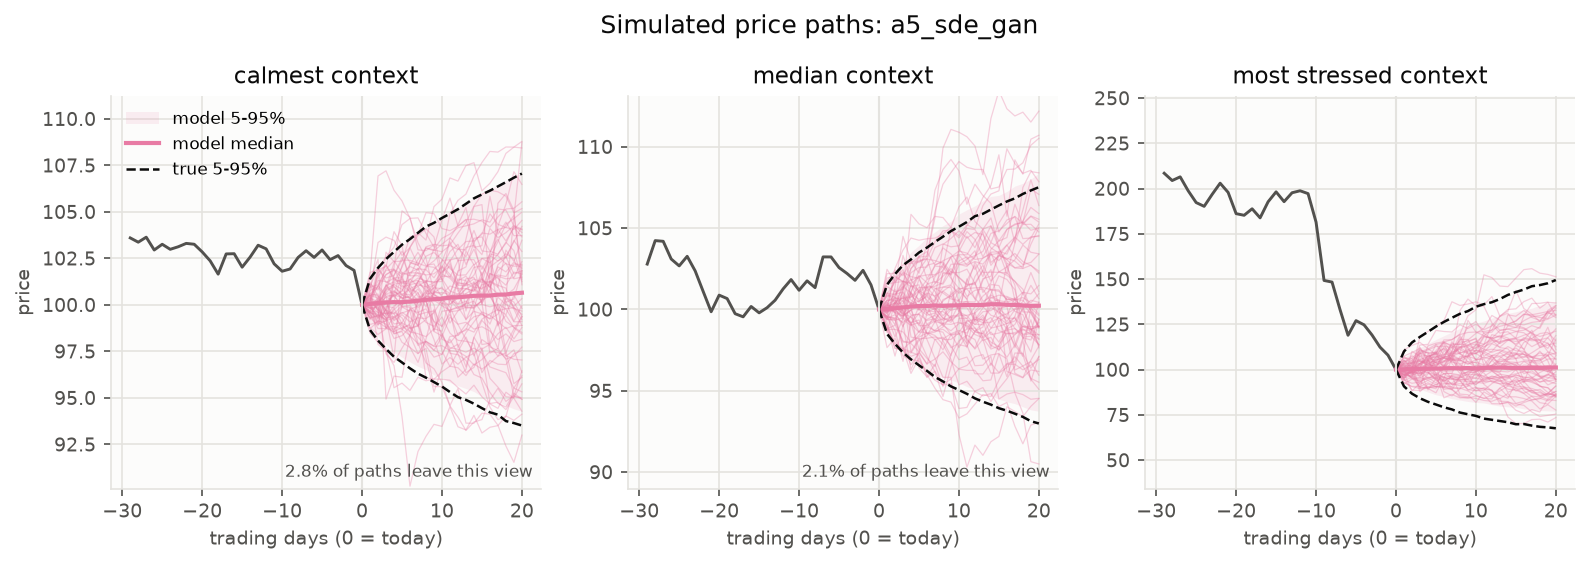 Simulated price paths: a5_sde_gan
calmest context
median context
most stressed context
model 5-95%
model median
true 5-95%
110.0
107.5
105.0
102.5
100.0
97.5
95.0
92.5
price
2.8% of paths leave this view
−30 −20 −10 0 10 20
trading days (0 = today)
110
105
100
95
90
price
2.1% of paths leave this view
−30 −20 −10 0 10 20
trading days (0 = today)
250
225
200
175
150
125
100
75
50
price
−30 −20 −10 0 10 20
trading days (0 = today)